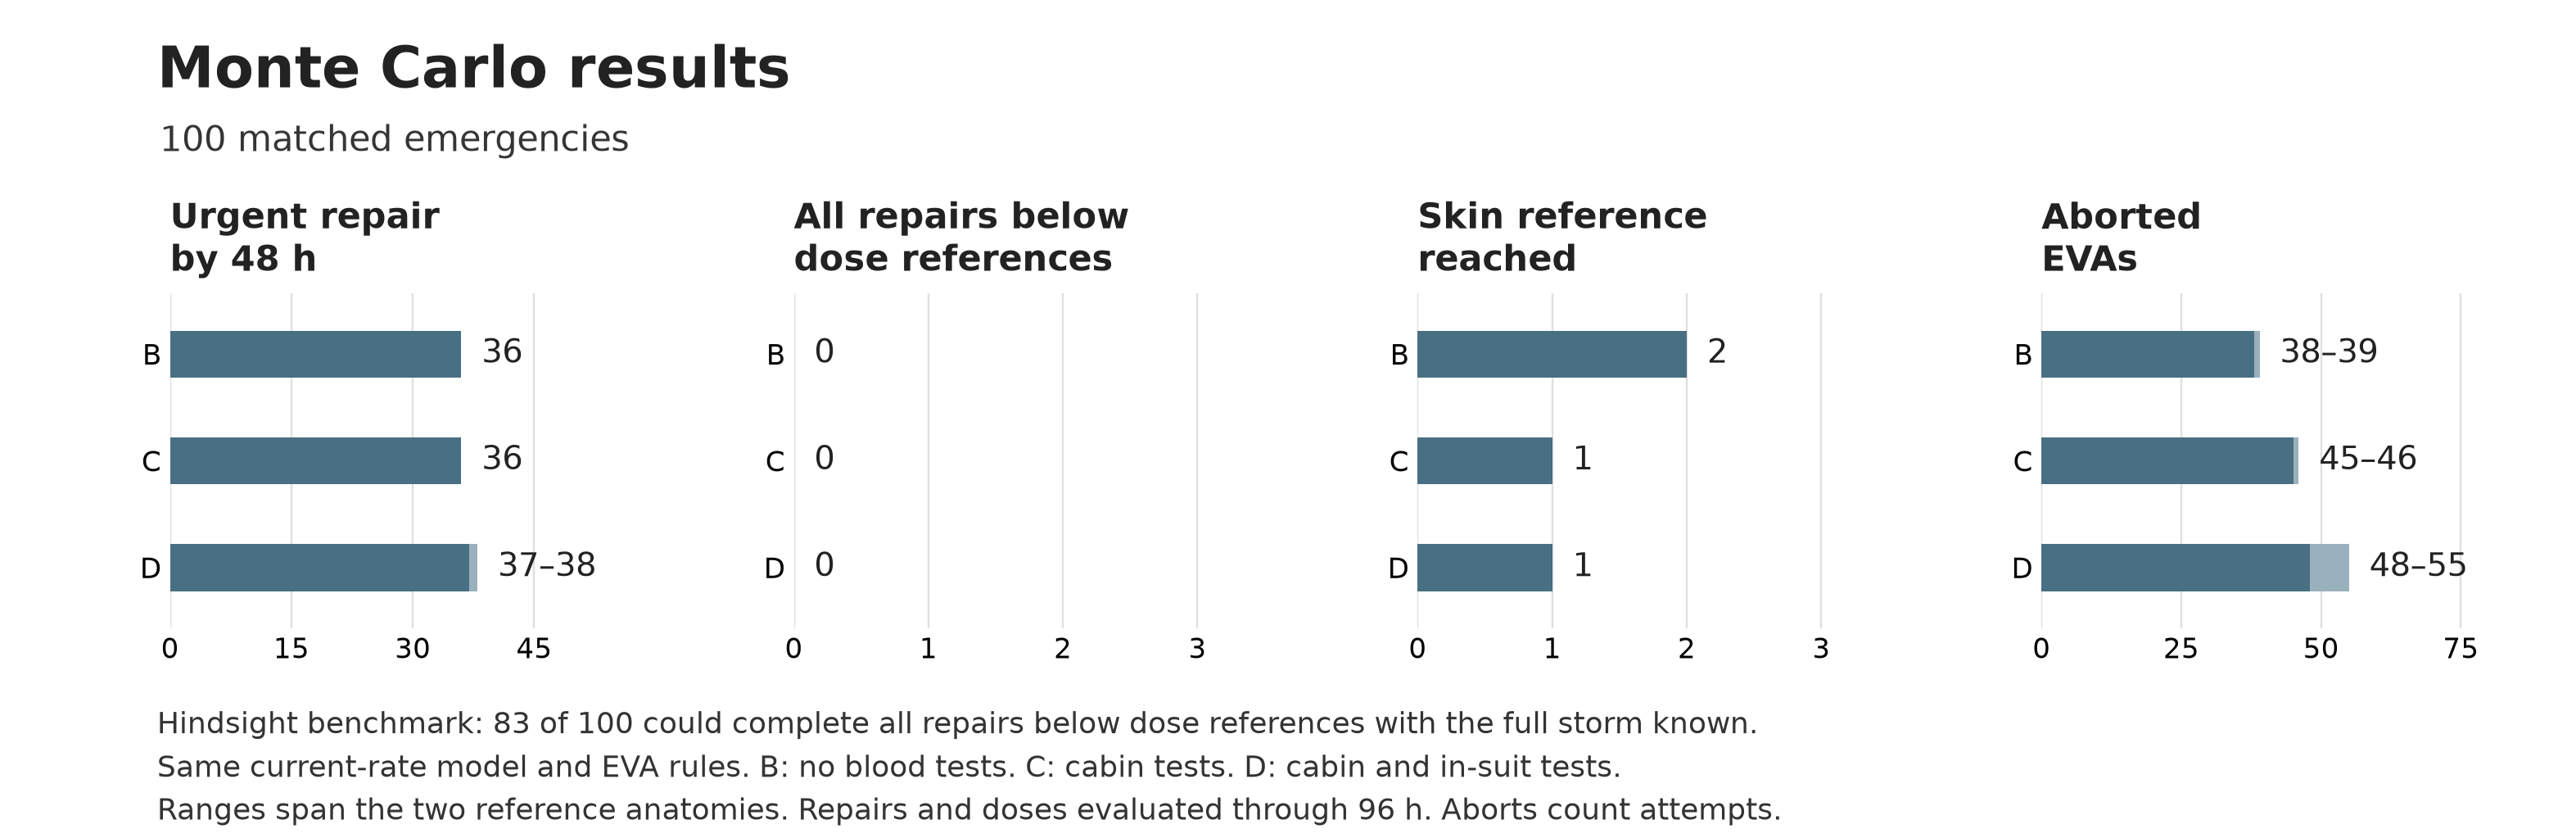 Monte Carlo results
100 matched emergencies
Urgent repair
by 48 h
B 36
C 36
D 37–38
0 15 30 45
All repairs below
dose references
B 0
C 0
D 0
0 1 2 3
Skin reference
reached
B 2
C 1
D 1
0 1 2 3
Aborted
EVAs
B 38–39
C 45–46
D 48–55
0 25 50 75
Hindsight benchmark: 83 of 100 could complete all repairs below dose references with the full storm known.
Same current-rate model and EVA rules. B: no blood tests. C: cabin tests. D: cabin and in-suit tests.
Ranges span the two reference anatomies. Repairs and doses evaluated through 96 h. Aborts count attempts.